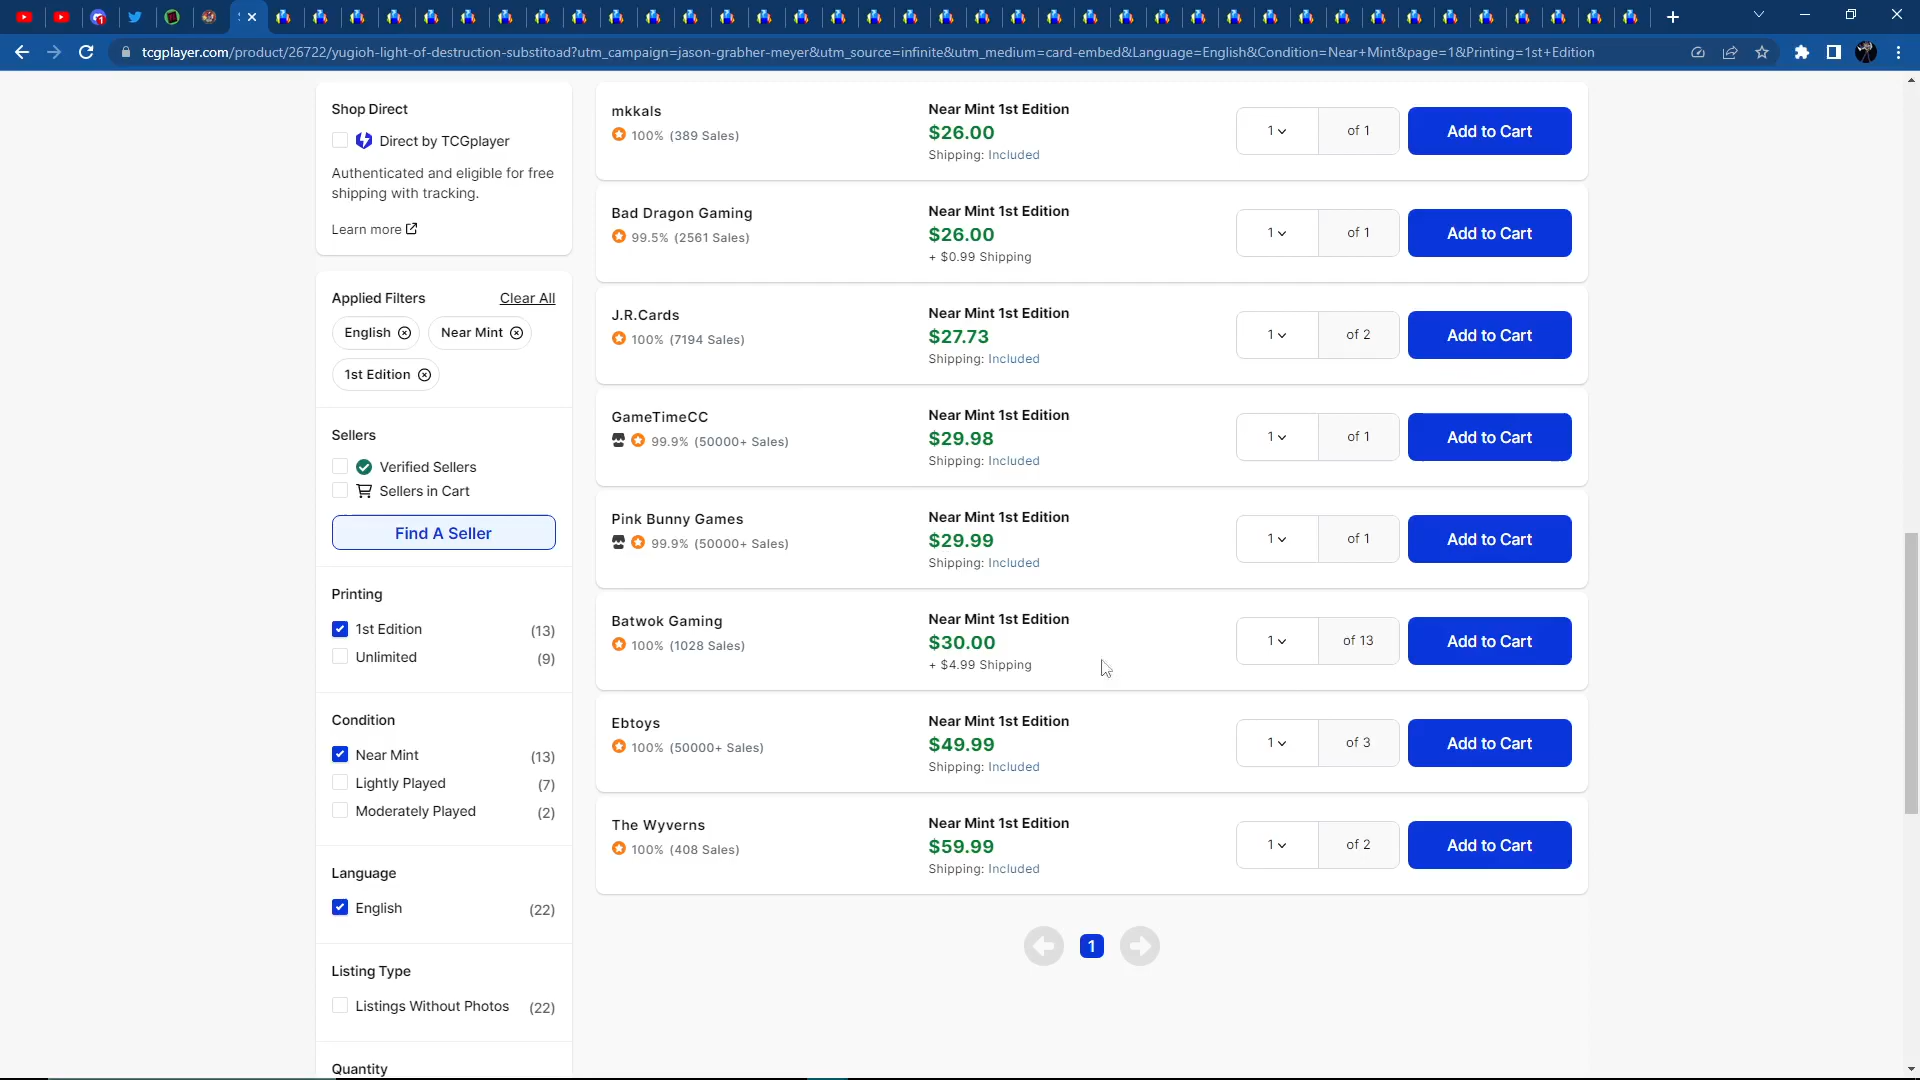 tcgplayer.com/product/26722/yugioh-light-of-destruction-substitoad?utm_campaign=jason-grabher-meyer&utm_source=infinite&utm_medium=card-embed&Language=English&Condition=Near+Mint&page=1&Printing=1st+Edition
Shop Direct
Direct by TCGplayer
Authenticated and eligible for free
shipping with tracking.
Learn more
Applied Filters
Clear All
English
Near Mint
1st Edition
Sellers
Verified Sellers
Sellers in Cart
Find A Seller
Printing
1st Edition (13)
Unlimited (9)
Condition
Near Mint (13)
Lightly Played (7)
Moderately Played (2)
Language
English (22)
Listing Type
Listings Without Photos (22)
Quantity
mkkals
100% (389 Sales)
Near Mint 1st Edition
$26.00
Shipping: Included
1
of 1
Add to Cart
Bad Dragon Gaming
99.5% (2561 Sales)
Near Mint 1st Edition
$26.00
+ $0.99 Shipping
1
of 1
Add to Cart
J.R.Cards
100% (7194 Sales)
Near Mint 1st Edition
$27.73
Shipping: Included
1
of 2
Add to Cart
GameTimeCC
99.9% (50000+ Sales)
Near Mint 1st Edition
$29.98
Shipping: Included
1
of 1
Add to Cart
Pink Bunny Games
99.9% (50000+ Sales)
Near Mint 1st Edition
$29.99
Shipping: Included
1
of 1
Add to Cart
Batwok Gaming
100% (1028 Sales)
Near Mint 1st Edition
$30.00
+ $4.99 Shipping
1
of 13
Add to Cart
Ebtoys
100% (50000+ Sales)
Near Mint 1st Edition
$49.99
Shipping: Included
1
of 3
Add to Cart
The Wyverns
100% (408 Sales)
Near Mint 1st Edition
$59.99
Shipping: Included
1
of 2
Add to Cart
1